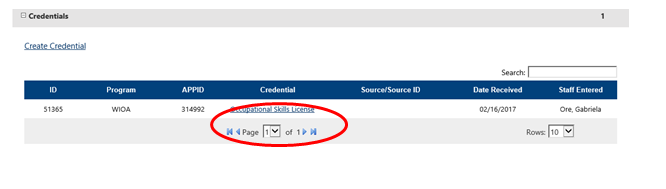 Credentials 1
Create Credential
Search:
ID Program APPID Credential Source/Source ID Date Received Staff Entered
51365 WIOA 314992 Occupational Skills License 02/16/2017 Ore, Gabriela
Page 1 of 1 Rows: 10